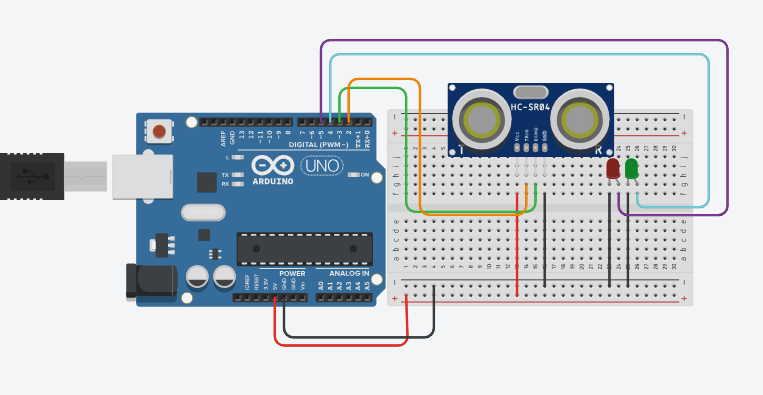 HC-SR04
Vcc
TRIG
ECHO
GND
T
R
AREF
GND
13
12
~11
~10
~9
8
7
~6
~5
4
~3
2
TX→1
RX←0
DIGITAL (PWM~)
L
TX
RX
ARDUINO
UNO
ON
POWER
ANALOG IN
IOREF
RESET
3.3V
5V
GND
GND
Vin
A0
A1
A2
A3
A4
A5